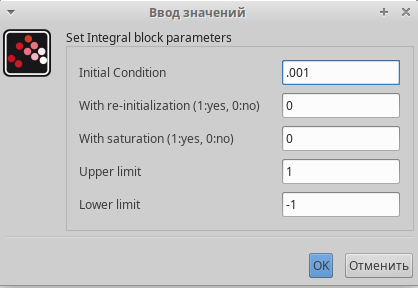 Ввод значений
Set Integral block parameters
Initial Condition .001
With re-initialization (1:yes, 0:no) 0
With saturation (1:yes, 0:no) 0
Upper limit 1
Lower limit -1
OK Отменить